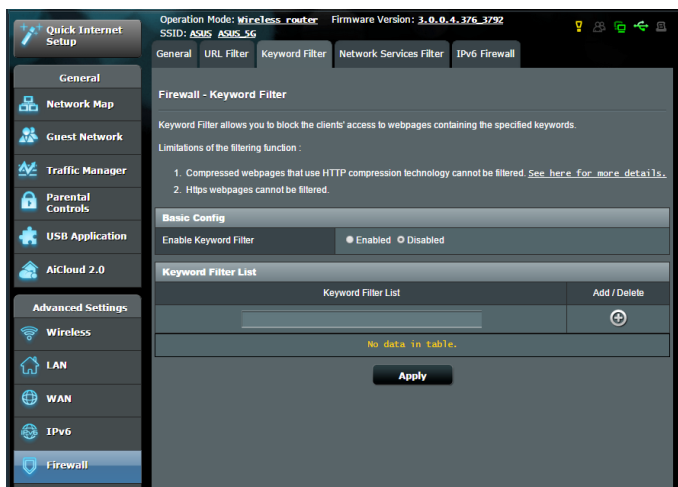 Quick Internet Setup
Operation Mode: Wireless router Firmware Version: 3.0.0.4.376_3792
SSID: ASUS ASUS_5G
General URL Filter Keyword Filter Network Services Filter IPv6 Firewall
General
Network Map
Guest Network
Traffic Manager
Parental Controls
USB Application
AiCloud 2.0
Advanced Settings
Wireless
LAN
WAN
IPv6
Firewall
Firewall - Keyword Filter
Keyword Filter allows you to block the clients' access to webpages containing the specified keywords.
Limitations of the filtering function :
1. Compressed webpages that use HTTP compression technology cannot be filtered. See here for more details.
2. Https webpages cannot be filtered.
Basic Config
Enable Keyword Filter Enabled Disabled
Keyword Filter List
Keyword Filter List Add / Delete
No data in table.
Apply